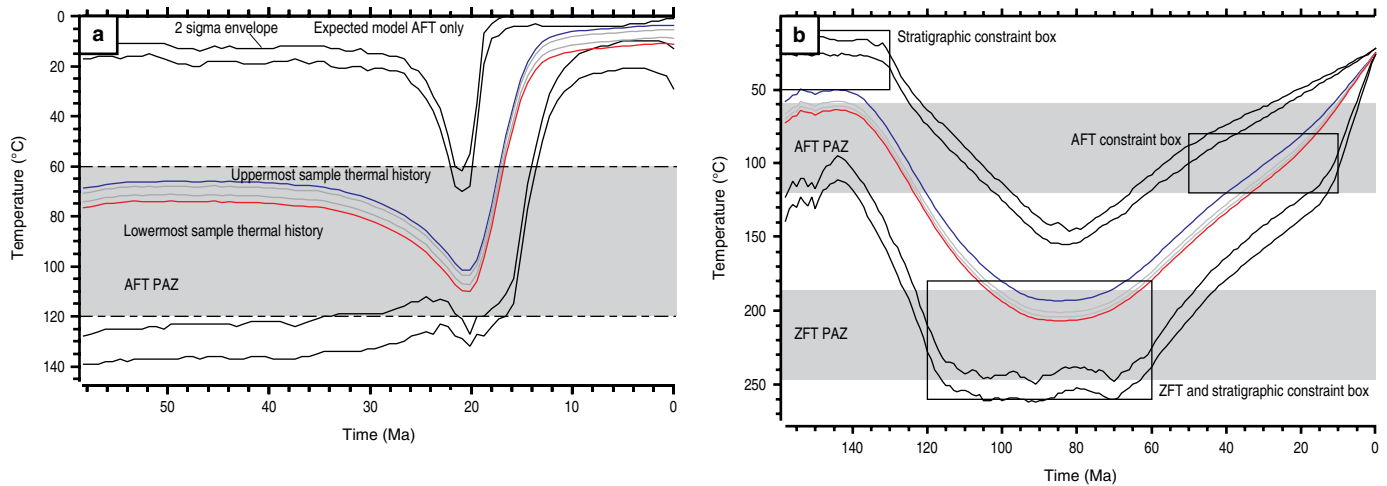 a
2 sigma envelope
Expected model AFT only
Uppermost sample thermal history
Lowermost sample thermal history
AFT PAZ
Temperature (°C)
0
20
40
60
80
100
120
140
50
40
30
20
10
0
Time (Ma)
b
Stratigraphic constraint box
AFT constraint box
AFT PAZ
ZFT PAZ
ZFT and stratigraphic constraint box
Temperature (°C)
0
50
100
150
200
250
140
120
100
80
60
40
20
0
Time (Ma)